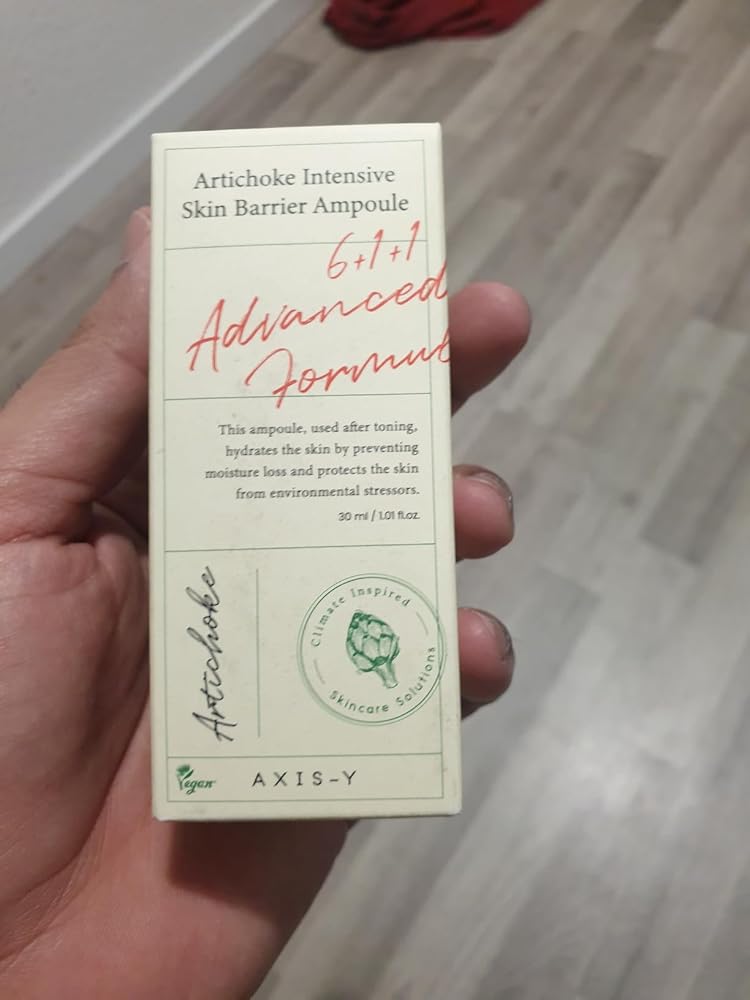 Artichoke Intensive
Skin Barrier Ampoule
6+1+1
Advanced
Formul
This ampoule, used after toning,
hydrates the skin by preventing
moisture loss and protects the skin
from environmental stressors.
30 ml / 1.01 fl.oz.
Artichoke
Climate Inspired
Skincare Solutions
Vegan
AXIS-Y